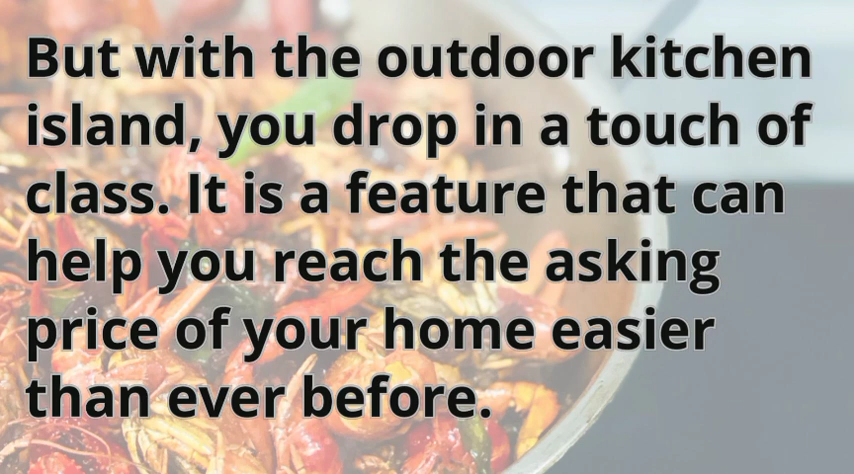 But with the outdoor kitchen
island, you drop in a touch of
class. It is a feature that can
help you reach the asking
price of your home easier
than ever before.